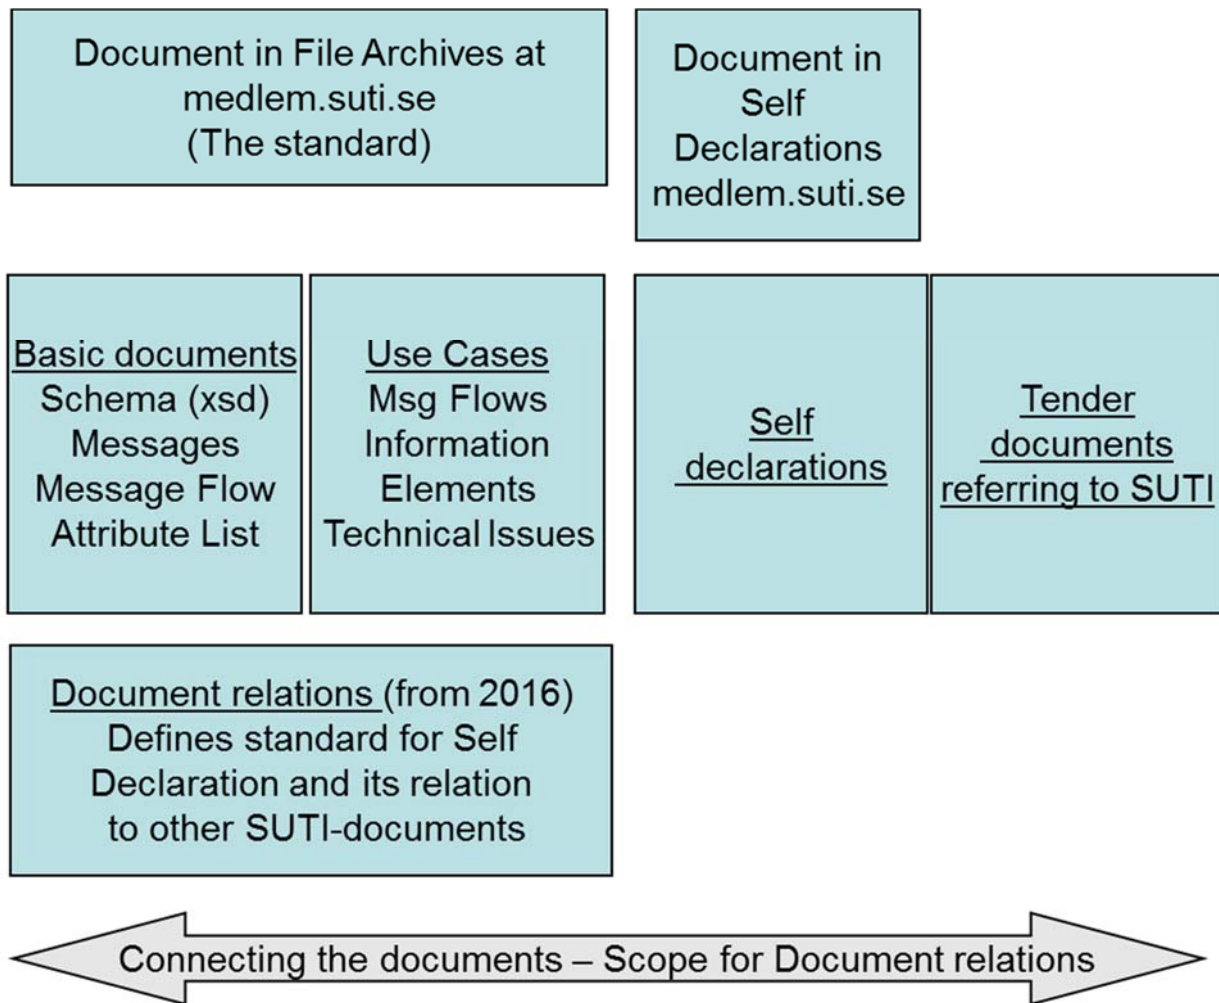 Document in File Archives at
medlem.suti.se
(The standard)
Document in
Self
Declarations
medlem.suti.se
Basic documents
Schema (xsd)
Messages
Message Flow
Attribute List
Use Cases
Msg Flows
Information
Elements
Technical Issues
Self
declarations
Tender
documents
referring to SUTI
Document relations (from 2016)
Defines standard for Self
Declaration and its relation
to other SUTI-documents
Connecting the documents – Scope for Document relations